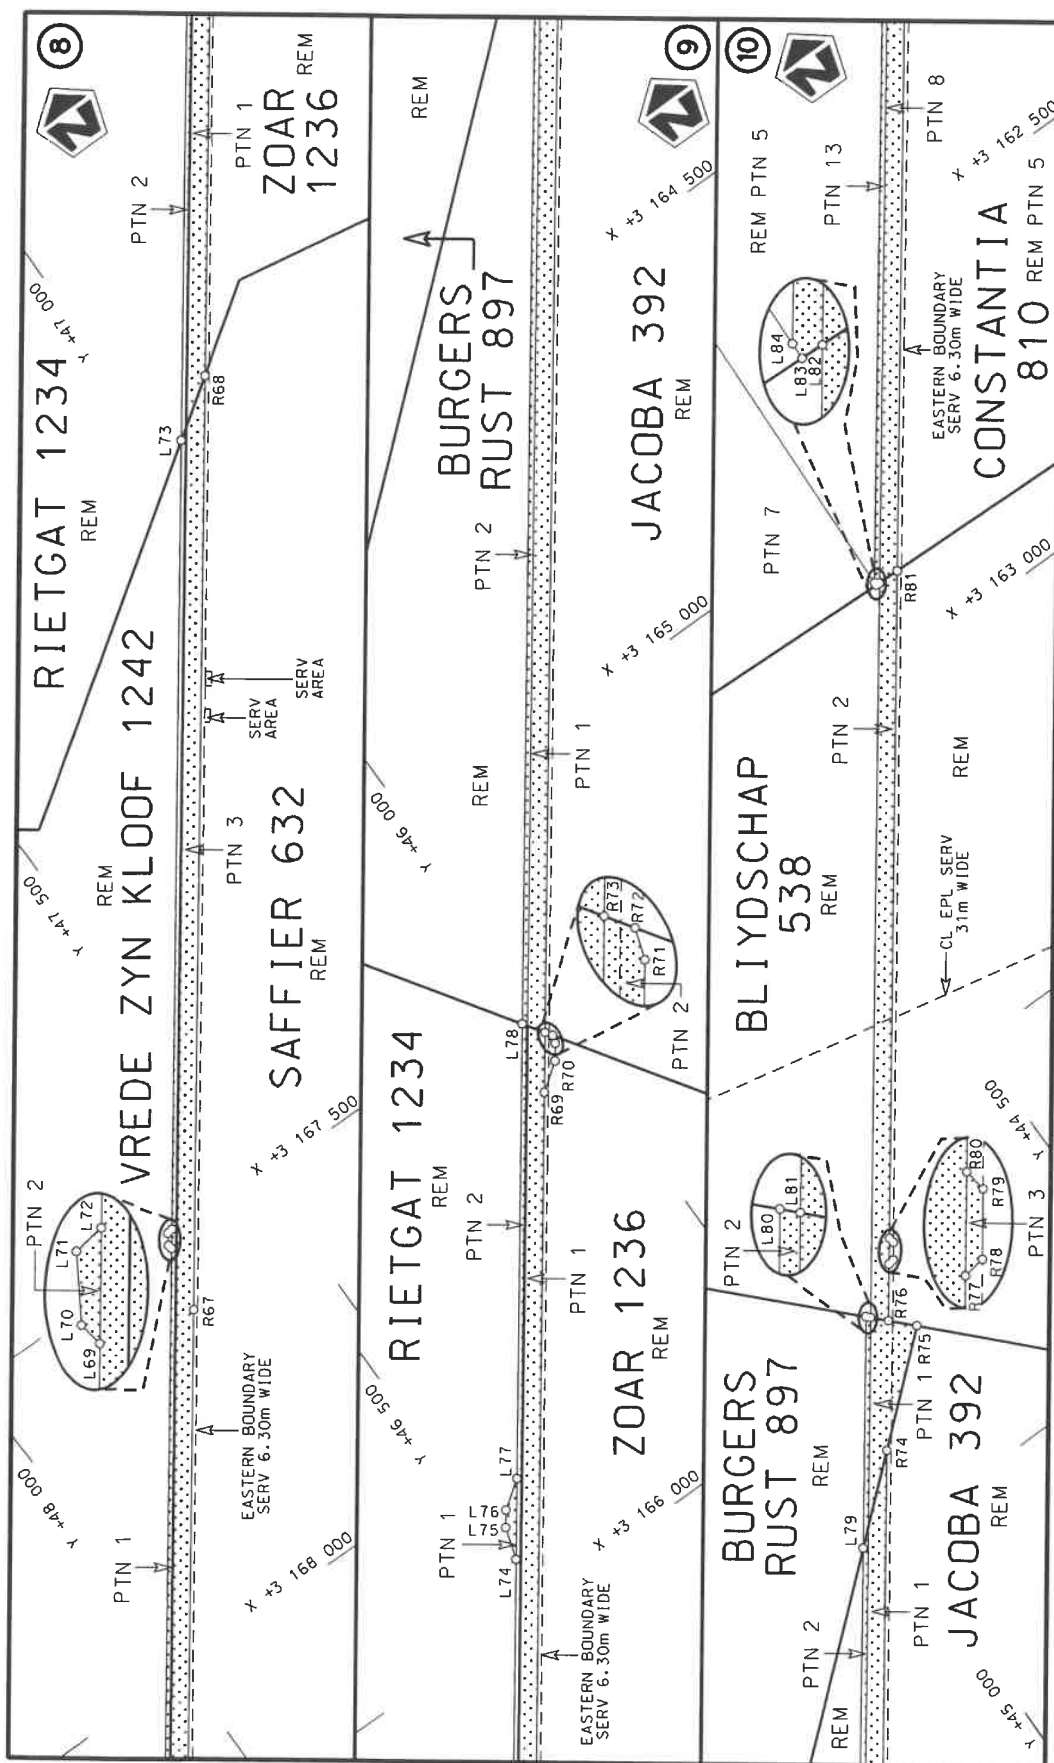 8
RIETGAT 1234
REM
Y +47 000
Y +47 500
Y +48 000
PTN 2
PTN 1
ZOAR
1236
REM
L73
R68
VREDE ZYN KLOOF 1242
REM
SERV
AREA
SERV
AREA
PTN 3
SAFFIER 632
REM
X +3 167 500
X +3 168 000
PTN 2
L69
L70
L71
L72
R67
EASTERN BOUNDARY
SERV 6.30m WIDE
PTN 1
9
REM
BURGERS
RUST 897
X +3 164 500
JACOBA 392
REM
PTN 2
X +3 165 000
REM
PTN 1
Y +46 000
L78
R73
R72
R71
PTN 2
R69
R70
RIETGAT 1234
REM
PTN 2
PTN 1
ZOAR 1236
REM
Y +46 500
X +3 166 000
L74
L75
L76
L77
PTN 1
EASTERN BOUNDARY
SERV 6.30m WIDE
10
REM PTN 5
PTN 13
PTN 8
X +3 162 500
CONSTANTIA
810
REM PTN 5
EASTERN BOUNDARY
SERV 6.30m WIDE
L84
L83
L82
PTN 7
R81
X +3 163 000
PTN 2
BLIYDSCHAP
538
REM
REM
CL EPL SERV
31m WIDE
Y +44 500
L80
L81
PTN 2
R80
R79
R78
R77
PTN 3
R76
R75
PTN 1
R74
BURGERS
RUST 897
REM
L79
JACOBA 392
REM
PTN 1
PTN 2
REM
Y +45 000